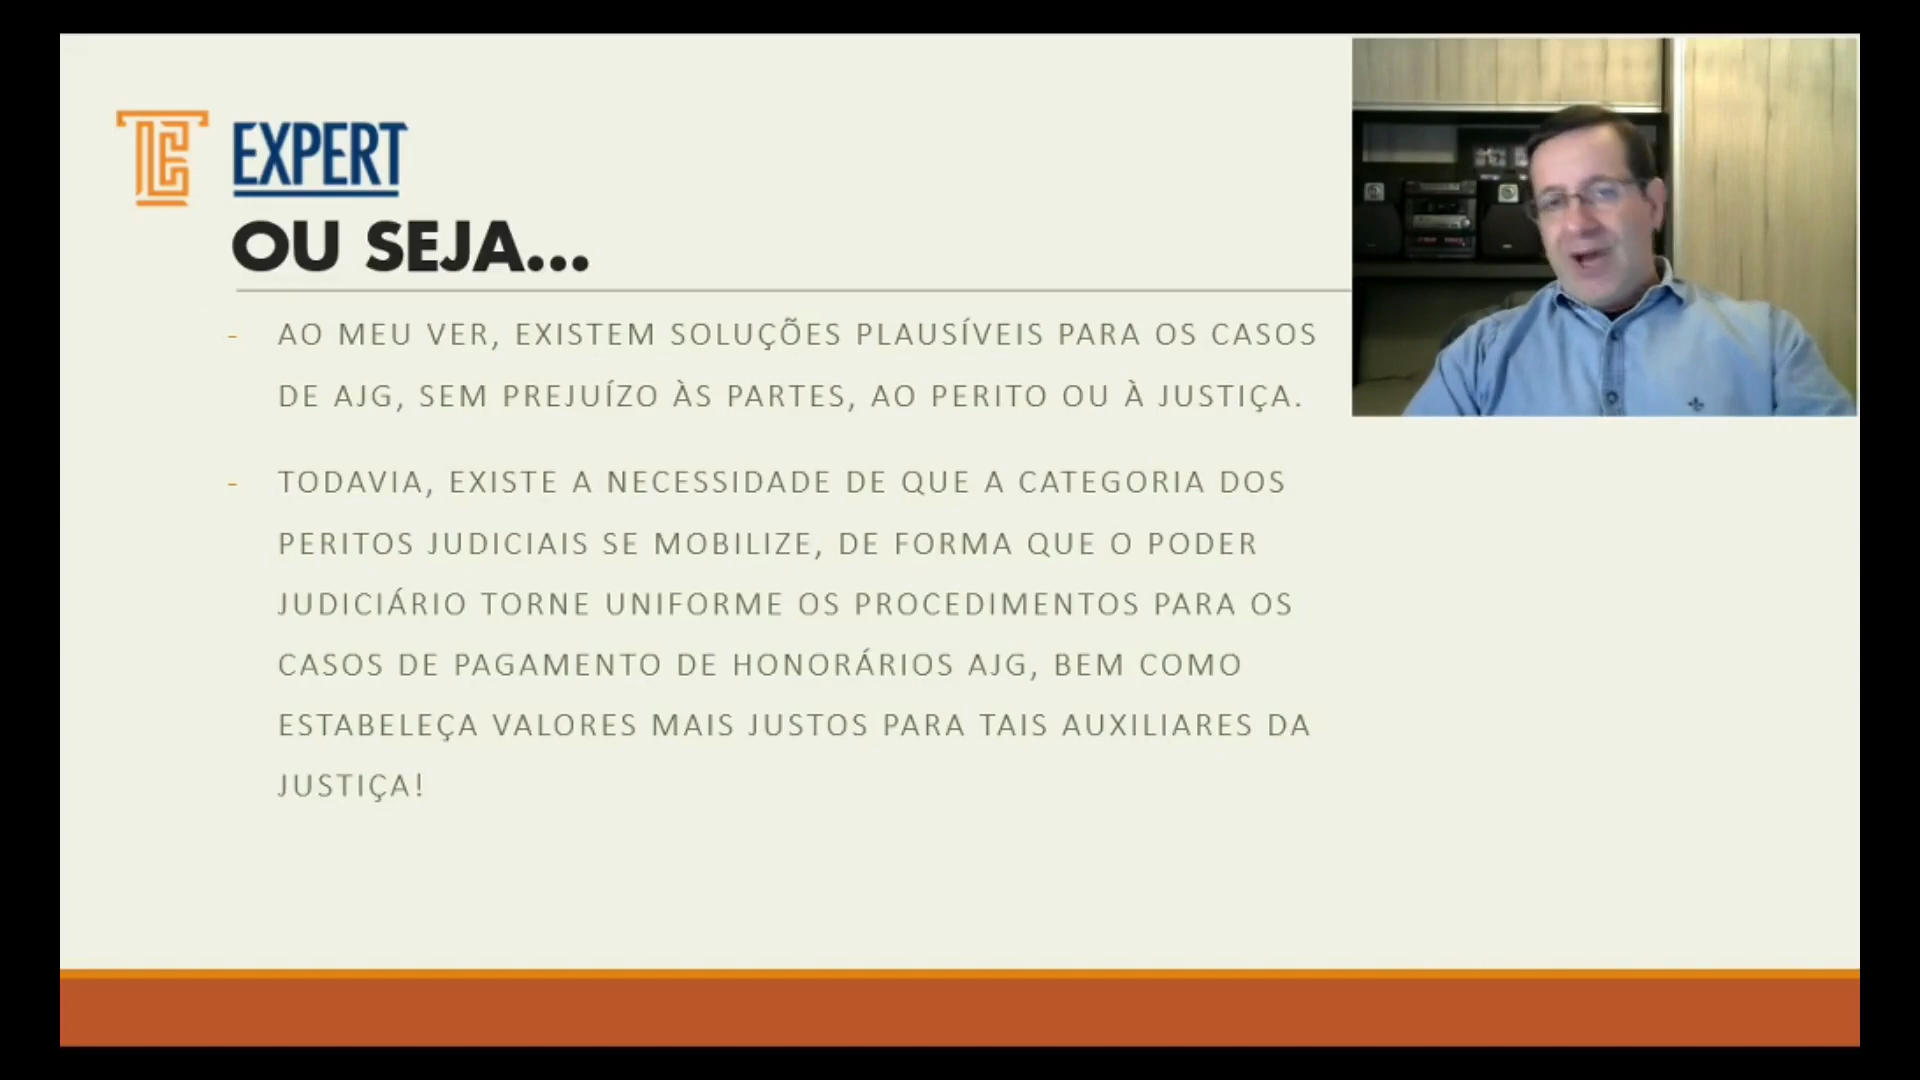 EXPERT
OU SEJA...
- AO MEU VER, EXISTEM SOLUÇÕES PLAUSÍVEIS PARA OS CASOS
DE AJG, SEM PREJUÍZO ÀS PARTES, AO PERITO OU À JUSTIÇA.
- TODAVIA, EXISTE A NECESSIDADE DE QUE A CATEGORIA DOS
PERITOS JUDICIAIS SE MOBILIZE, DE FORMA QUE O PODER
JUDICIÁRIO TORNE UNIFORME OS PROCEDIMENTOS PARA OS
CASOS DE PAGAMENTO DE HONORÁRIOS AJG, BEM COMO
ESTABELEÇA VALORES MAIS JUSTOS PARA TAIS AUXILIARES DA
JUSTIÇA!